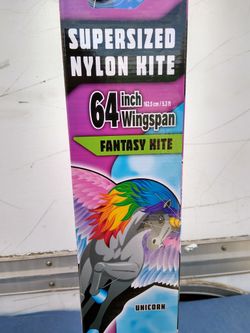 SUPERSIZED
NYLON KITE
64 inch 162.5 cm / 5.3 ft
Wingspan
FANTASY KITE
UNICORN